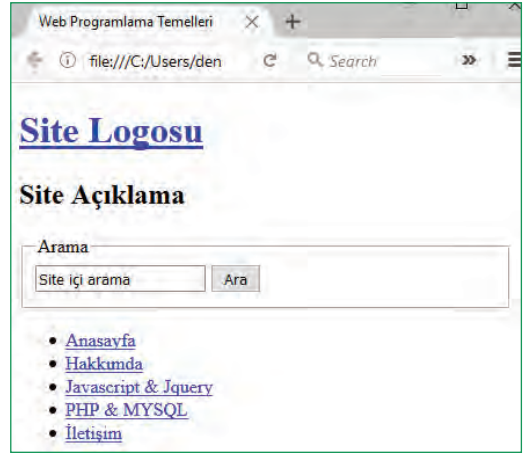 Web Programlama Temelleri
file:///C:/Users/den
Search
Site Logosu
Site Açıklama
Arama
Site içi arama Ara
Anasayfa
Hakkımda
Javascript & Jquery
PHP & MYSQL
İletişim